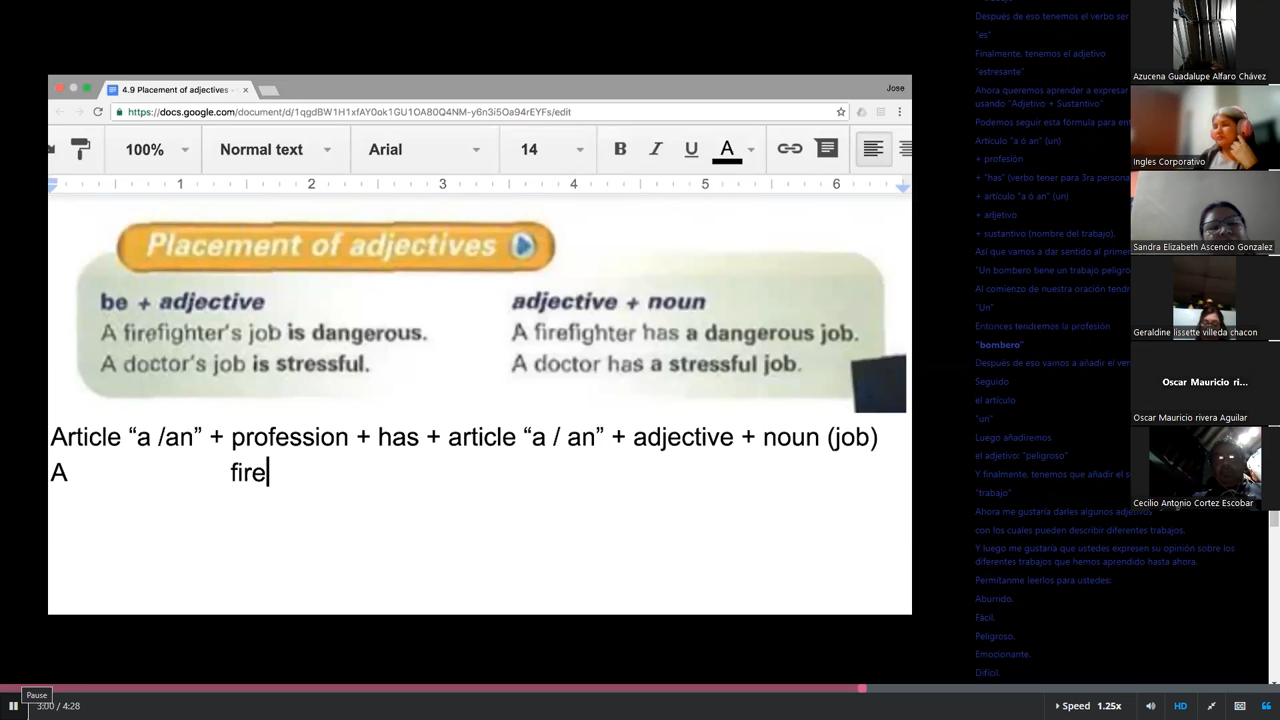 4.9 Placement of adjectives -
Jose
https://docs.google.com/document/d/1qgdBW1H1xfAY0ok1GU1OA80Q4NM-y6n3i5Oa94rEYFs/edit
100% Normal text Arial 14 B I U A
1 2 3 4 5 6
Placement of adjectives
be + adjective
A firefighter's job is dangerous.
A doctor's job is stressful.
adjective + noun
A firefighter has a dangerous job.
A doctor has a stressful job.
Article “a /an” + profession + has + article “a / an” + adjective + noun (job)
A fire
Después de eso tenemos el verbo ser
"es"
Finalmente, tenemos el adjetivo
"estresante"
Ahora queremos aprender a expresar
usando "Adjetivo + Sustantivo"
Podemos seguir esta fórmula para
Artículo "a ó an" (un)
+ profesión
+ "has" (verbo tener para 3ra persona
+ artículo "a ó an" (un)
+ adjetivo
+ sustantivo (nombre del trabajo).
Así que vamos a dar sentido al
"Un bombero tiene un trabajo
Al comienzo de nuestra oración
"Un"
Entonces tendremos la profesión
"bombero"
Después de eso vamos a añadir el
Seguido
el artículo
"un"
Luego añadiremos
el adjetivo: "peligroso"
Y finalmente, tenemos que añadir el
"trabajo"
Ahora me gustaría darles algunos adjetivos
con los cuales pueden describir diferentes trabajos.
Y luego me gustaría que ustedes expresen su opinión sobre los
diferentes trabajos que hemos aprendido hasta ahora.
Permítanme leerlos para ustedes:
Aburrido.
Fácil.
Peligroso.
Emocionante.
Difícil.
Azucena Guadalupe Alfaro Chávez
Ingles Corporativo
Sandra Elizabeth Ascencio Gonzalez
Geraldine lissette villeda chacon
Oscar Mauricio ri...
Oscar Mauricio rivera Aguilar
Cecilio Antonio Cortez Escobar
Pause
3:00 / 4:28
Speed 1.25x
HD